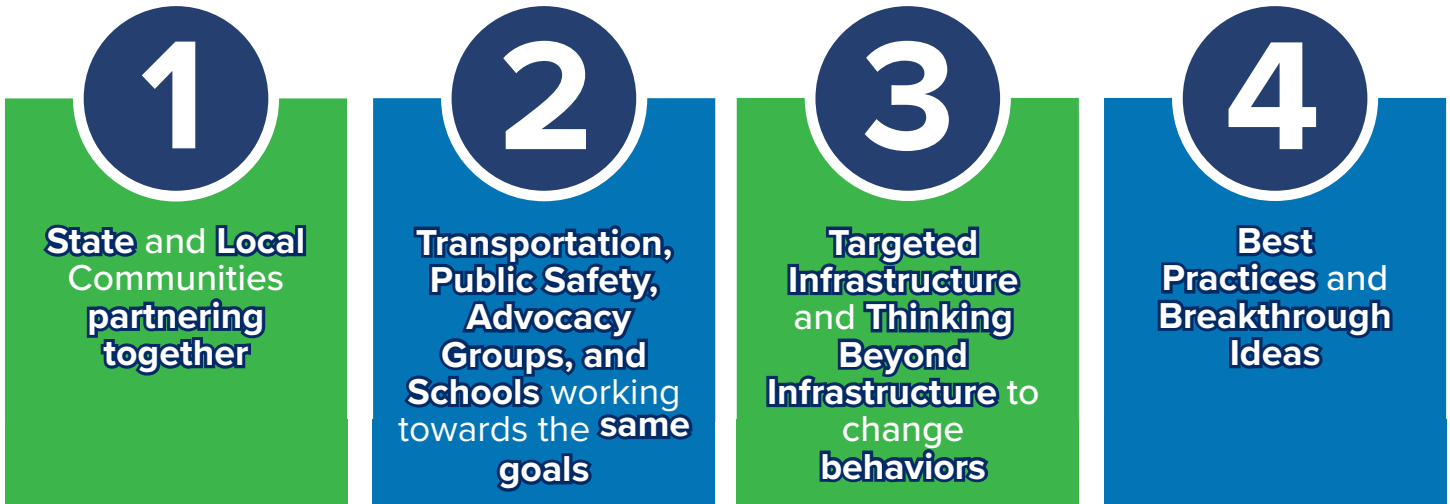 1
State and Local
Communities
partnering
together
2
Transportation,
Public Safety,
Advocacy
Groups, and
Schools working
towards the same
goals
3
Targeted
Infrastructure
and Thinking
Beyond
Infrastructure to
change
behaviors
4
Best
Practices and
Breakthrough
Ideas